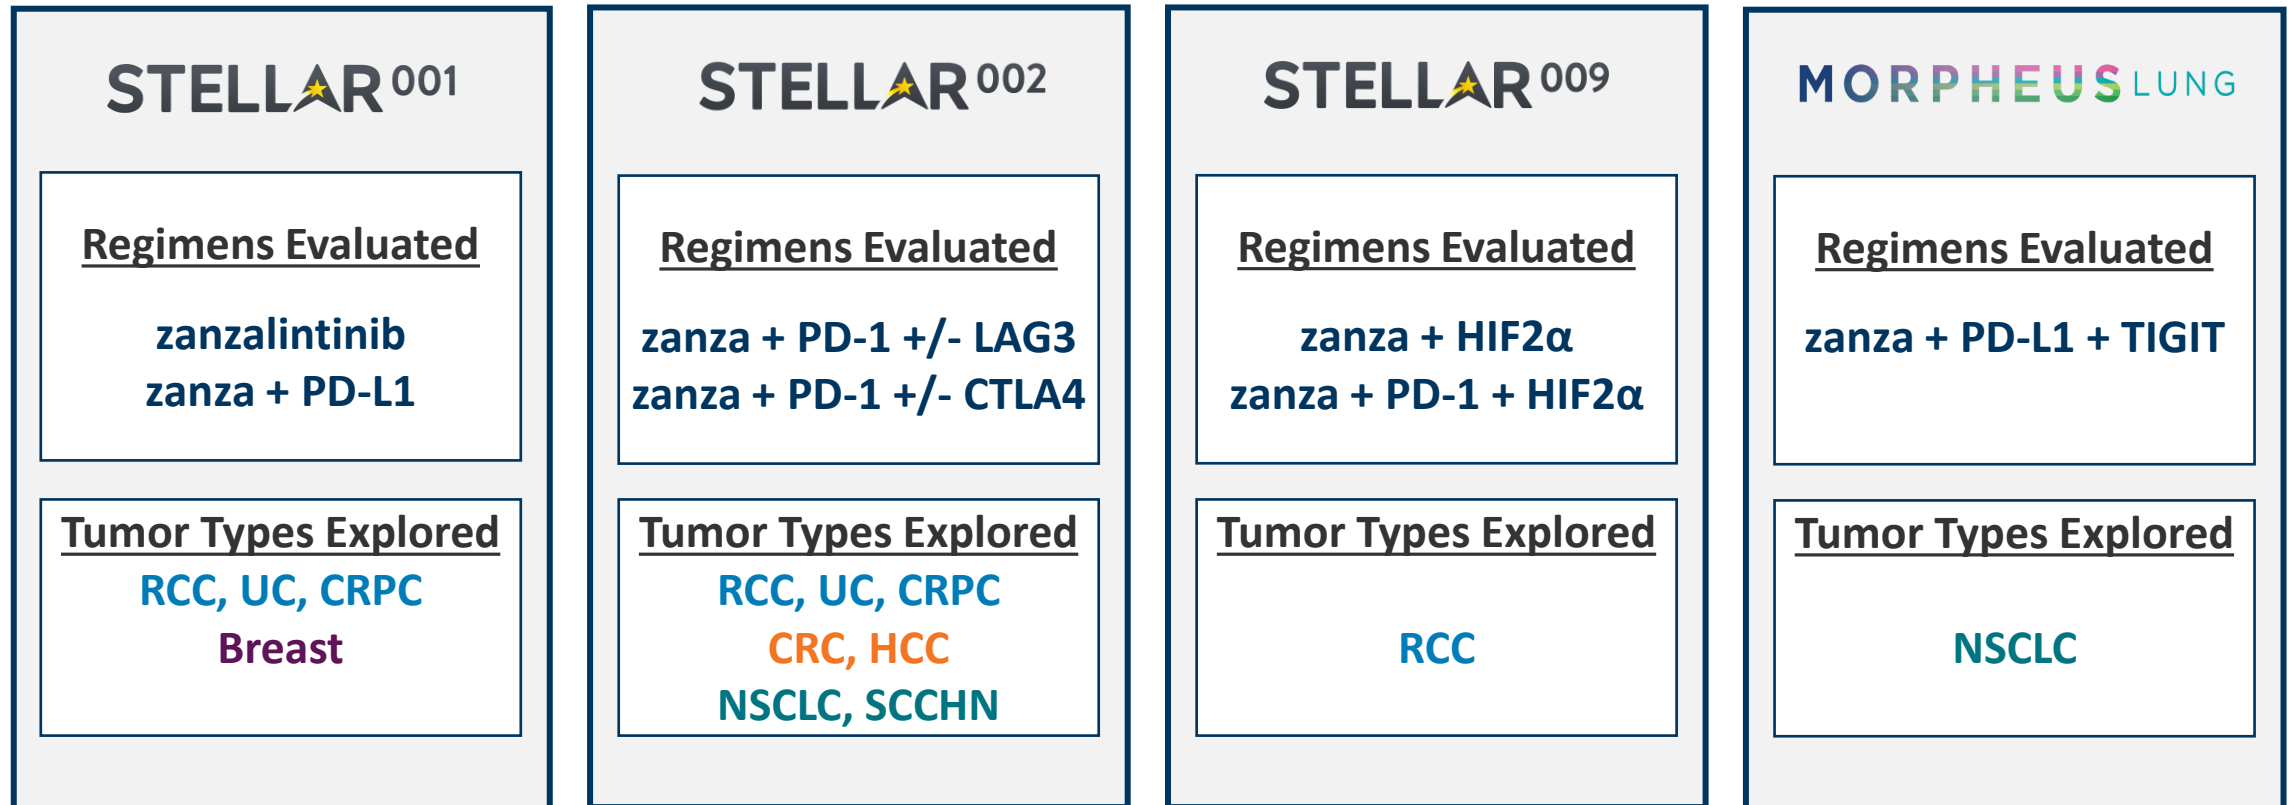 STELLAR 001
Regimens Evaluated
zanzalintinib
zanza + PD-L1
Tumor Types Explored
RCC, UC, CRPC
Breast
STELLAR 002
Regimens Evaluated
zanza + PD-1 +/- LAG3
zanza + PD-1 +/- CTLA4
Tumor Types Explored
RCC, UC, CRPC
CRC, HCC
NSCLC, SCCHN
STELLAR 009
Regimens Evaluated
zanza + HIF2α
zanza + PD-1 + HIF2α
Tumor Types Explored
RCC
MORPHEUS LUNG
Regimens Evaluated
zanza + PD-L1 + TIGIT
Tumor Types Explored
NSCLC